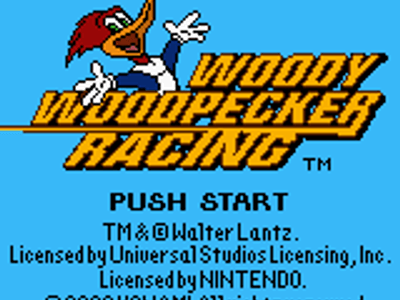 WOODY
WOODPECKER
RACING TM
PUSH START
TM & © Walter Lantz.
Licensed by Universal Studios Licensing, Inc.
Licensed by NINTENDO.